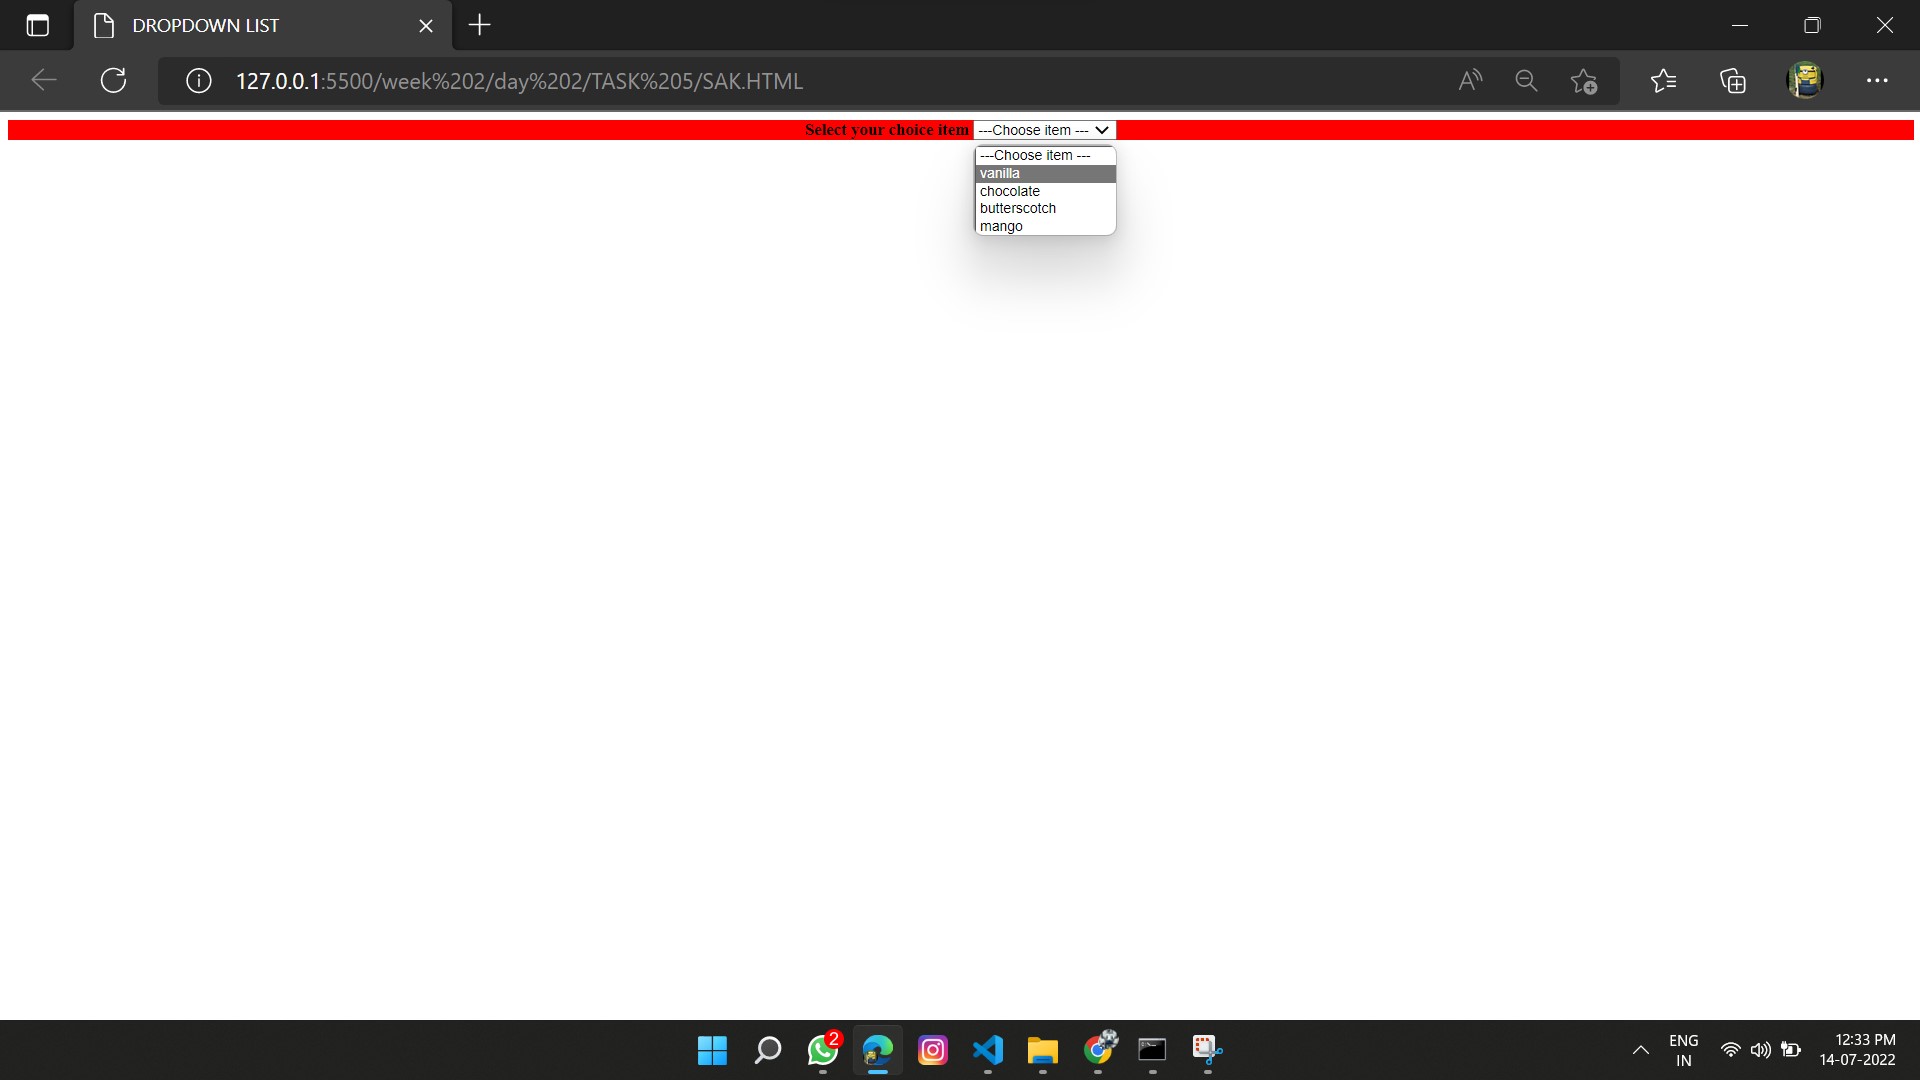 DROPDOWN LIST
127.0.0.1:5500/week%202/day%202/TASK%205/SAK.HTML
Select your choice item ---Choose item ---
---Choose item ---
vanilla
chocolate
butterscotch
mango
2
ENG
IN
12:33 PM
14-07-2022